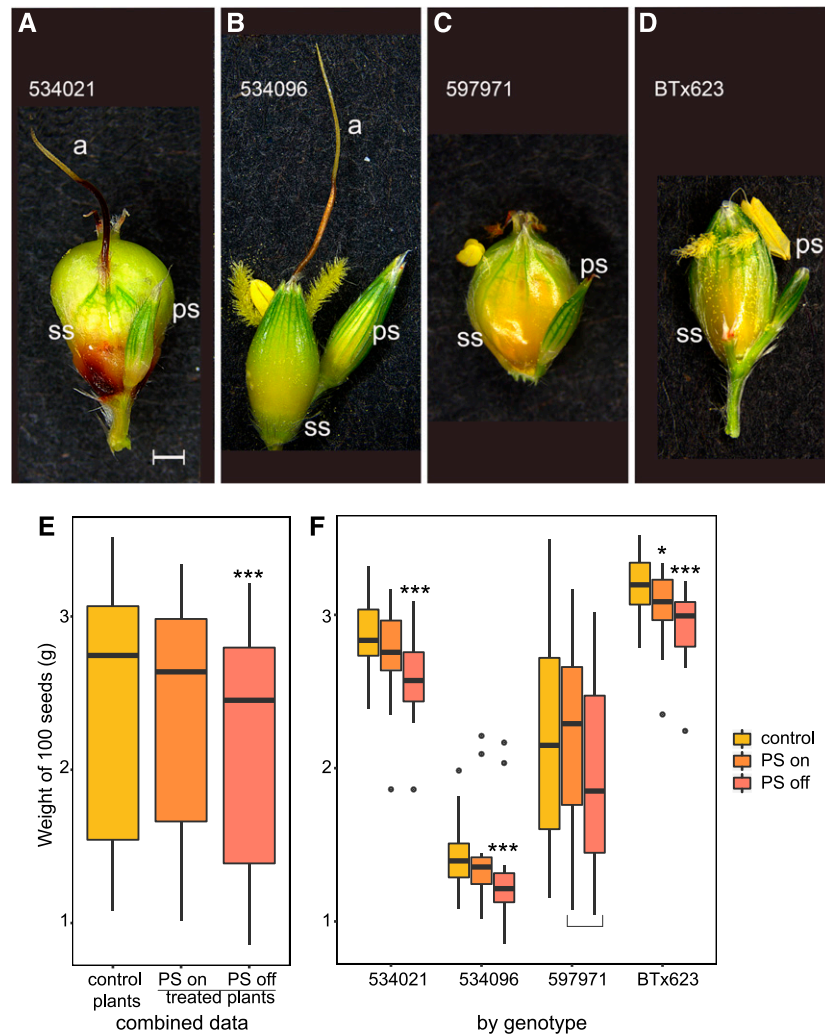 A
534021
a
ss
ps
B
534096
a
ps
ss
C
597971
ps
ss
D
BTx623
ps
ss
E
Weight of 100 seeds (g)
3
2
1
***
control
plants
PS on PS off
treated plants
combined data
F
3
2
1
***
***
* ***
534021 534096 597971 BTx623
by genotype
control
PS on
PS off